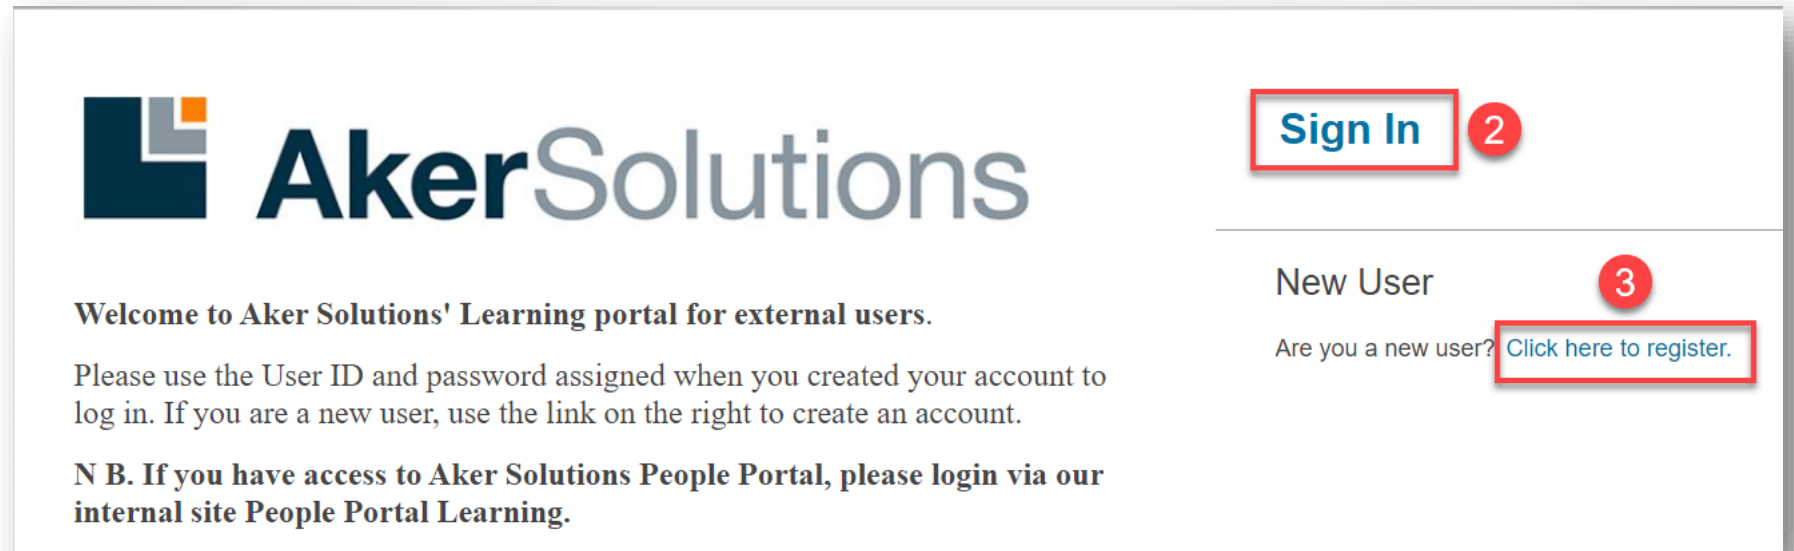 AkerSolutions
Welcome to Aker Solutions' Learning portal for external users.
Please use the User ID and password assigned when you created your account to
log in. If you are a new user, use the link on the right to create an account.
N B. If you have access to Aker Solutions People Portal, please login via our
internal site People Portal Learning.
Sign In
2
New User
3
Are you a new user? Click here to register.